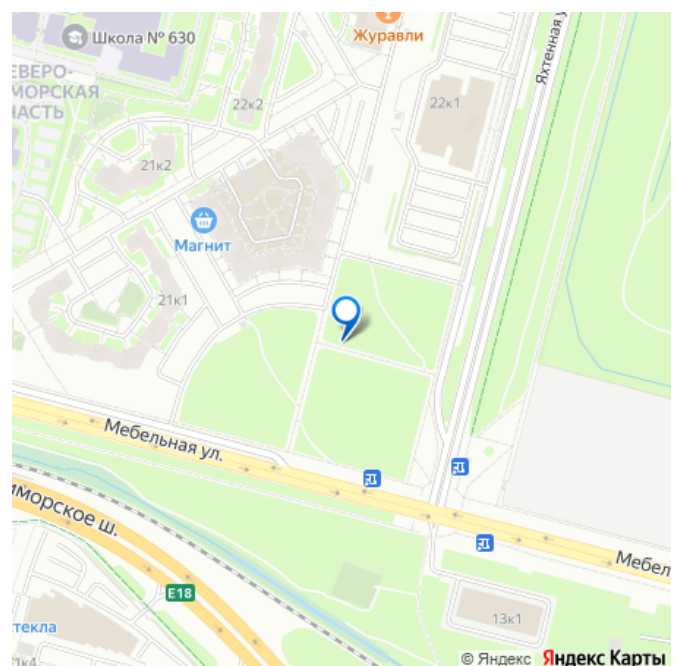 Школа № 630
Журавли
ЕВЕРО-
МОРСКАЯ
АСТЬ
22к2
22к1
Яхтенная у
21к2
Магнит
21к1
Мебельная ул.
иморское ш.
E18
Мебел
13к1
текла
21к4
© Яндекс Яндекс Карты